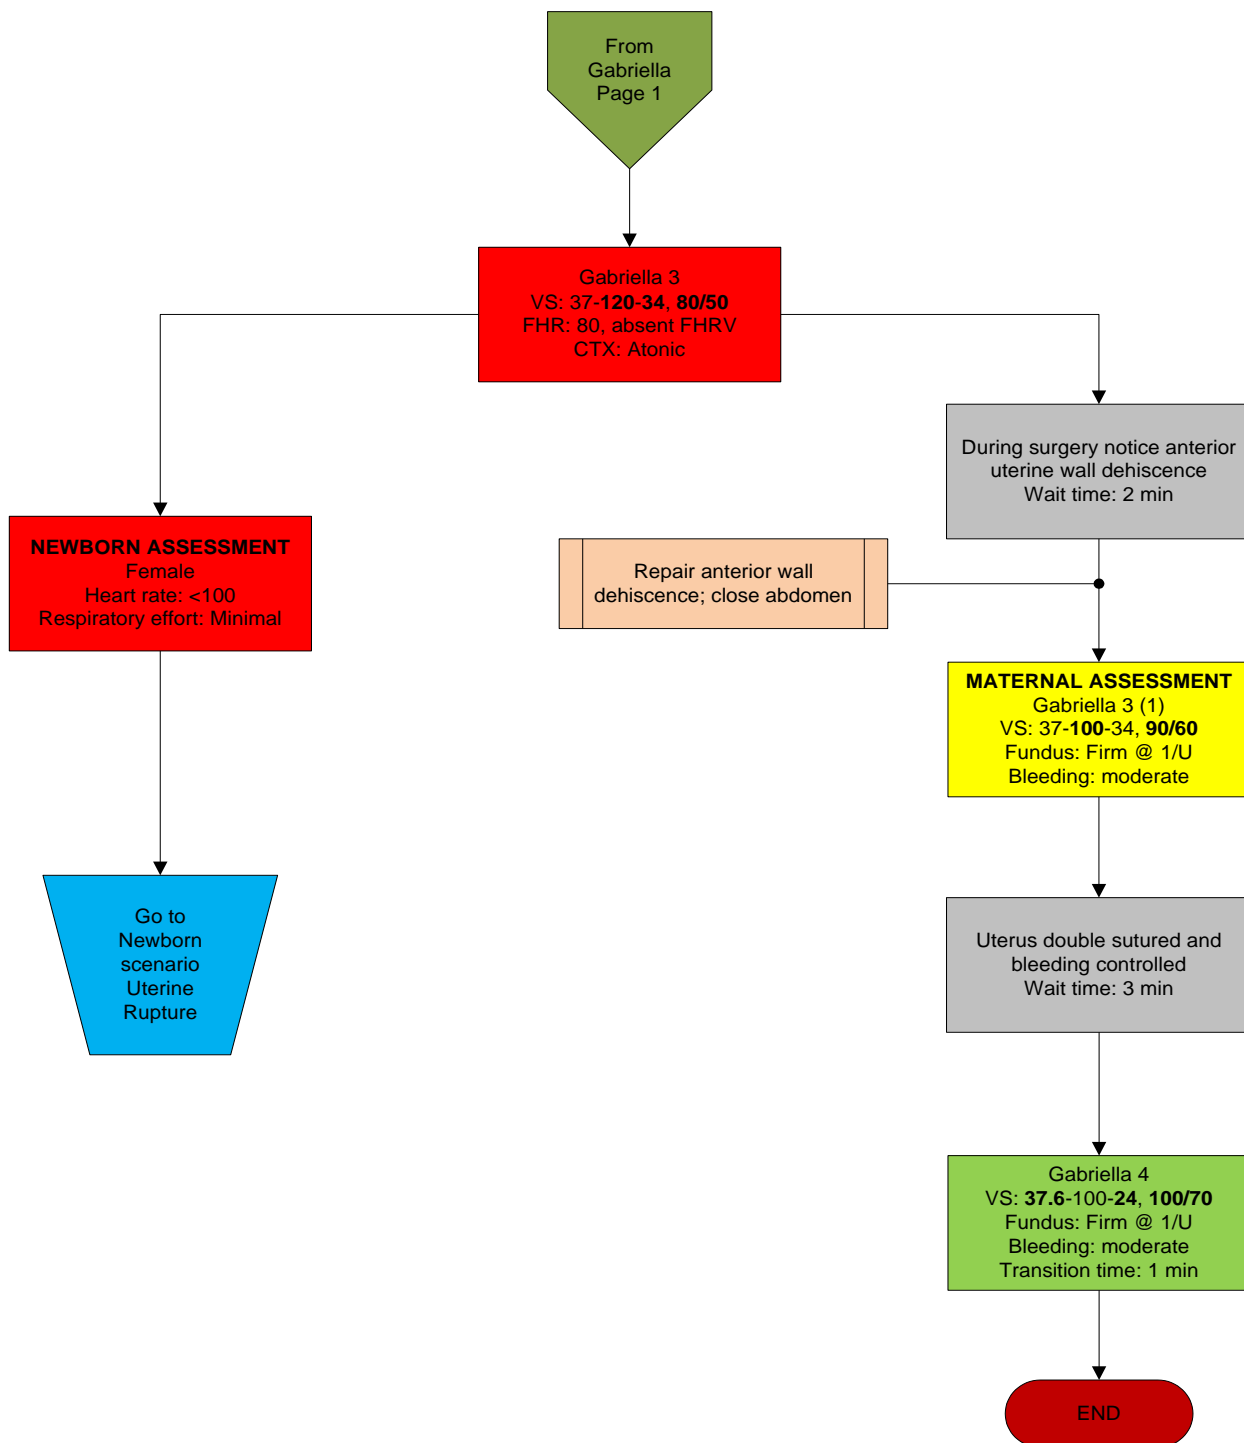 From
Gabriella
Page 1
Gabriella 3
VS: 37-120-34, 80/50
FHR: 80, absent FHRV
CTX: Atonic
During surgery notice anterior
uterine wall dehiscence
Wait time: 2 min
NEWBORN ASSESSMENT
Female
Heart rate: <100
Respiratory effort: Minimal
Repair anterior wall
dehiscence; close abdomen
MATERNAL ASSESSMENT
Gabriella 3 (1)
VS: 37-100-34, 90/60
Fundus: Firm @ 1/U
Bleeding: moderate
Go to
Newborn
scenario
Uterine
Rupture
Uterus double sutured and
bleeding controlled
Wait time: 3 min
Gabriella 4
VS: 37.6-100-24, 100/70
Fundus: Firm @ 1/U
Bleeding: moderate
Transition time: 1 min
END